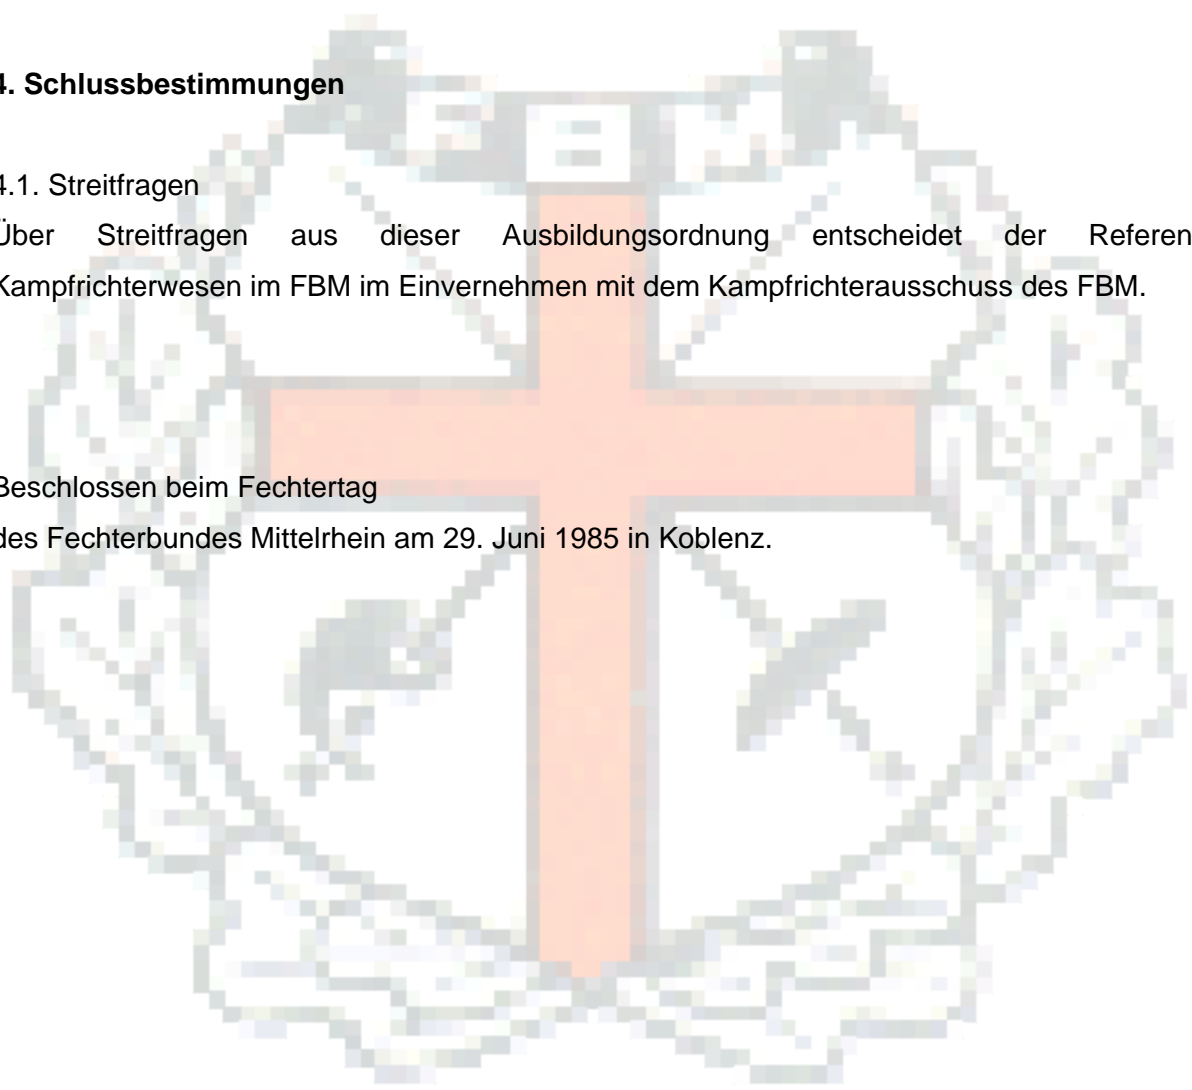 F B M
4. Schlussbestimmungen
4.1. Streitfragen
Über Streitfragen aus dieser Ausbildungsordnung entscheidet der Referen
Kampfrichterwesen im FBM im Einvernehmen mit dem Kampfrichterausschuss des FBM.
Beschlossen beim Fechtertag
des Fechterbundes Mittelrhein am 29. Juni 1985 in Koblenz.